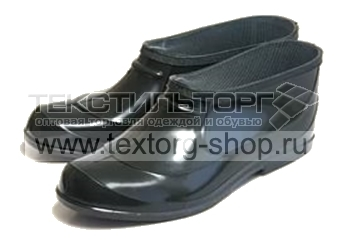 ТЕКСТИЛЬТОРГ
оптовая торговля одеждой и обувью
www.textorg-shop.ru